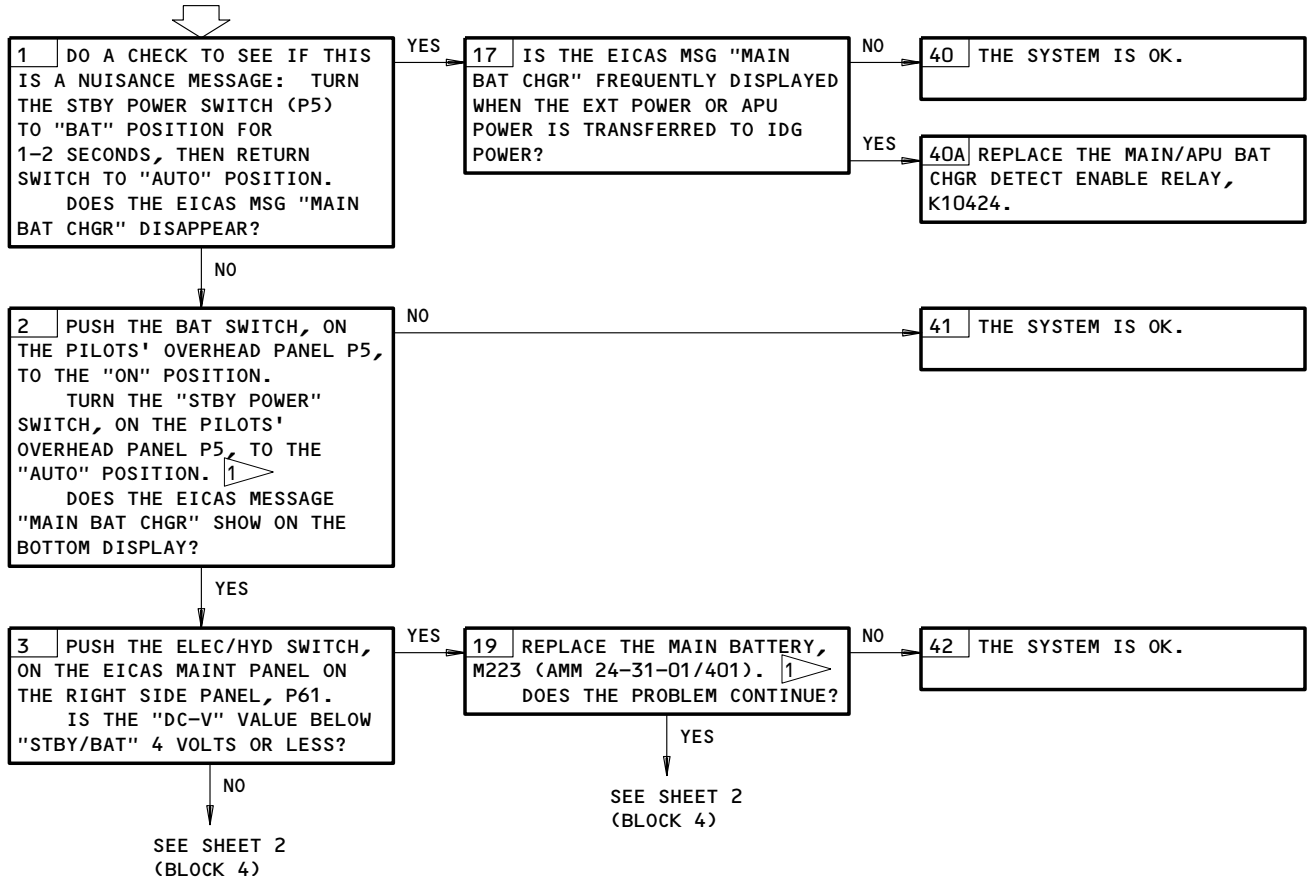 1 DO A CHECK TO SEE IF THIS
IS A NUISANCE MESSAGE: TURN
THE STBY POWER SWITCH (P5)
TO "BAT" POSITION FOR
1-2 SECONDS, THEN RETURN
SWITCH TO "AUTO" POSITION.
DOES THE EICAS MSG "MAIN
BAT CHGR" DISAPPEAR?
YES
17 IS THE EICAS MSG "MAIN
BAT CHGR" FREQUENTLY DISPLAYED
WHEN THE EXT POWER OR APU
POWER IS TRANSFERRED TO IDG
POWER?
NO
40 THE SYSTEM IS OK.
YES
40A REPLACE THE MAIN/APU BAT
CHGR DETECT ENABLE RELAY,
K10424.
NO
2 PUSH THE BAT SWITCH, ON
THE PILOTS' OVERHEAD PANEL P5,
TO THE "ON" POSITION.
TURN THE "STBY POWER"
SWITCH, ON THE PILOTS'
OVERHEAD PANEL P5, TO THE
"AUTO" POSITION. 1
DOES THE EICAS MESSAGE
"MAIN BAT CHGR" SHOW ON THE
BOTTOM DISPLAY?
NO
41 THE SYSTEM IS OK.
YES
3 PUSH THE ELEC/HYD SWITCH,
ON THE EICAS MAINT PANEL ON
THE RIGHT SIDE PANEL, P61.
IS THE "DC-V" VALUE BELOW
"STBY/BAT" 4 VOLTS OR LESS?
YES
19 REPLACE THE MAIN BATTERY,
M223 (AMM 24-31-01/401). 1
DOES THE PROBLEM CONTINUE?
NO
42 THE SYSTEM IS OK.
YES
SEE SHEET 2
(BLOCK 4)
NO
SEE SHEET 2
(BLOCK 4)